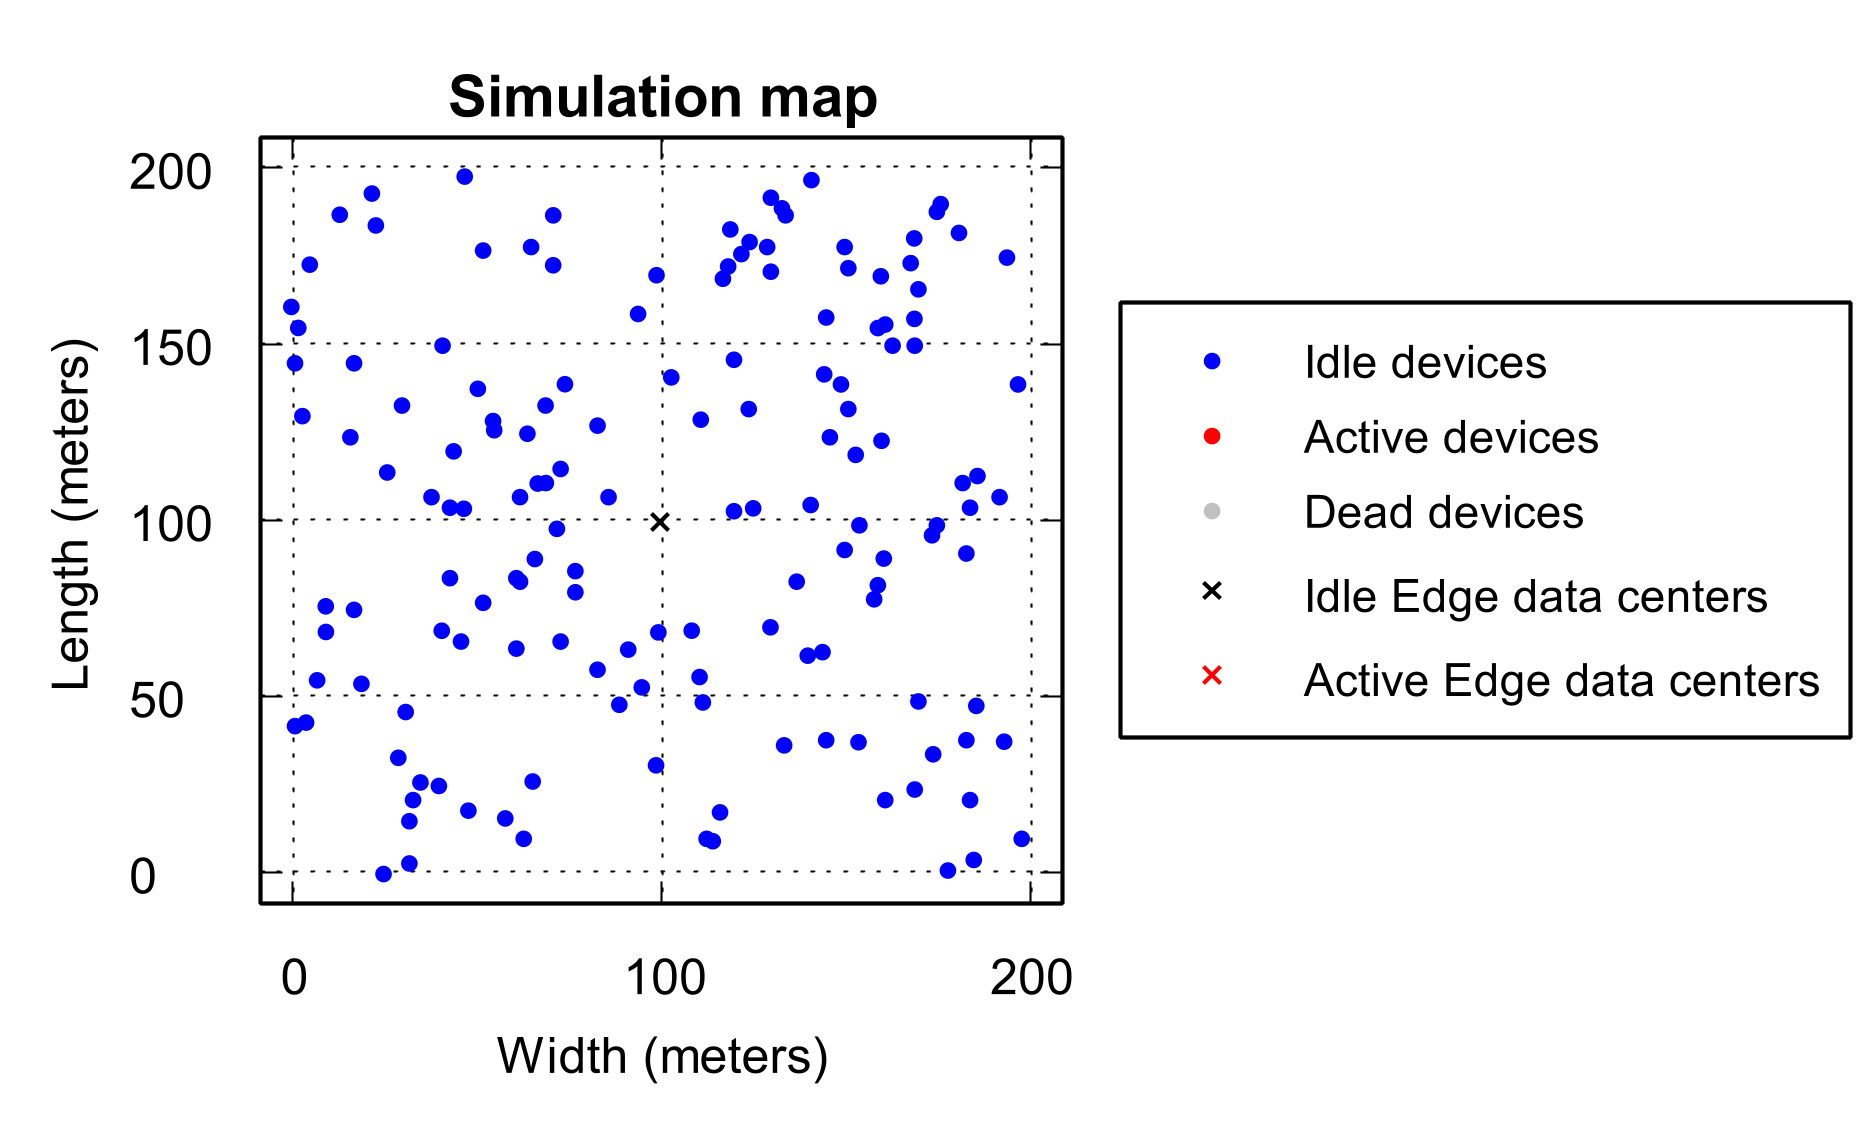 Simulation map
200
150
100
50
0
Length (meters)
0 100 200
Width (meters)
Idle devices
Active devices
Dead devices
Idle Edge data centers
Active Edge data centers